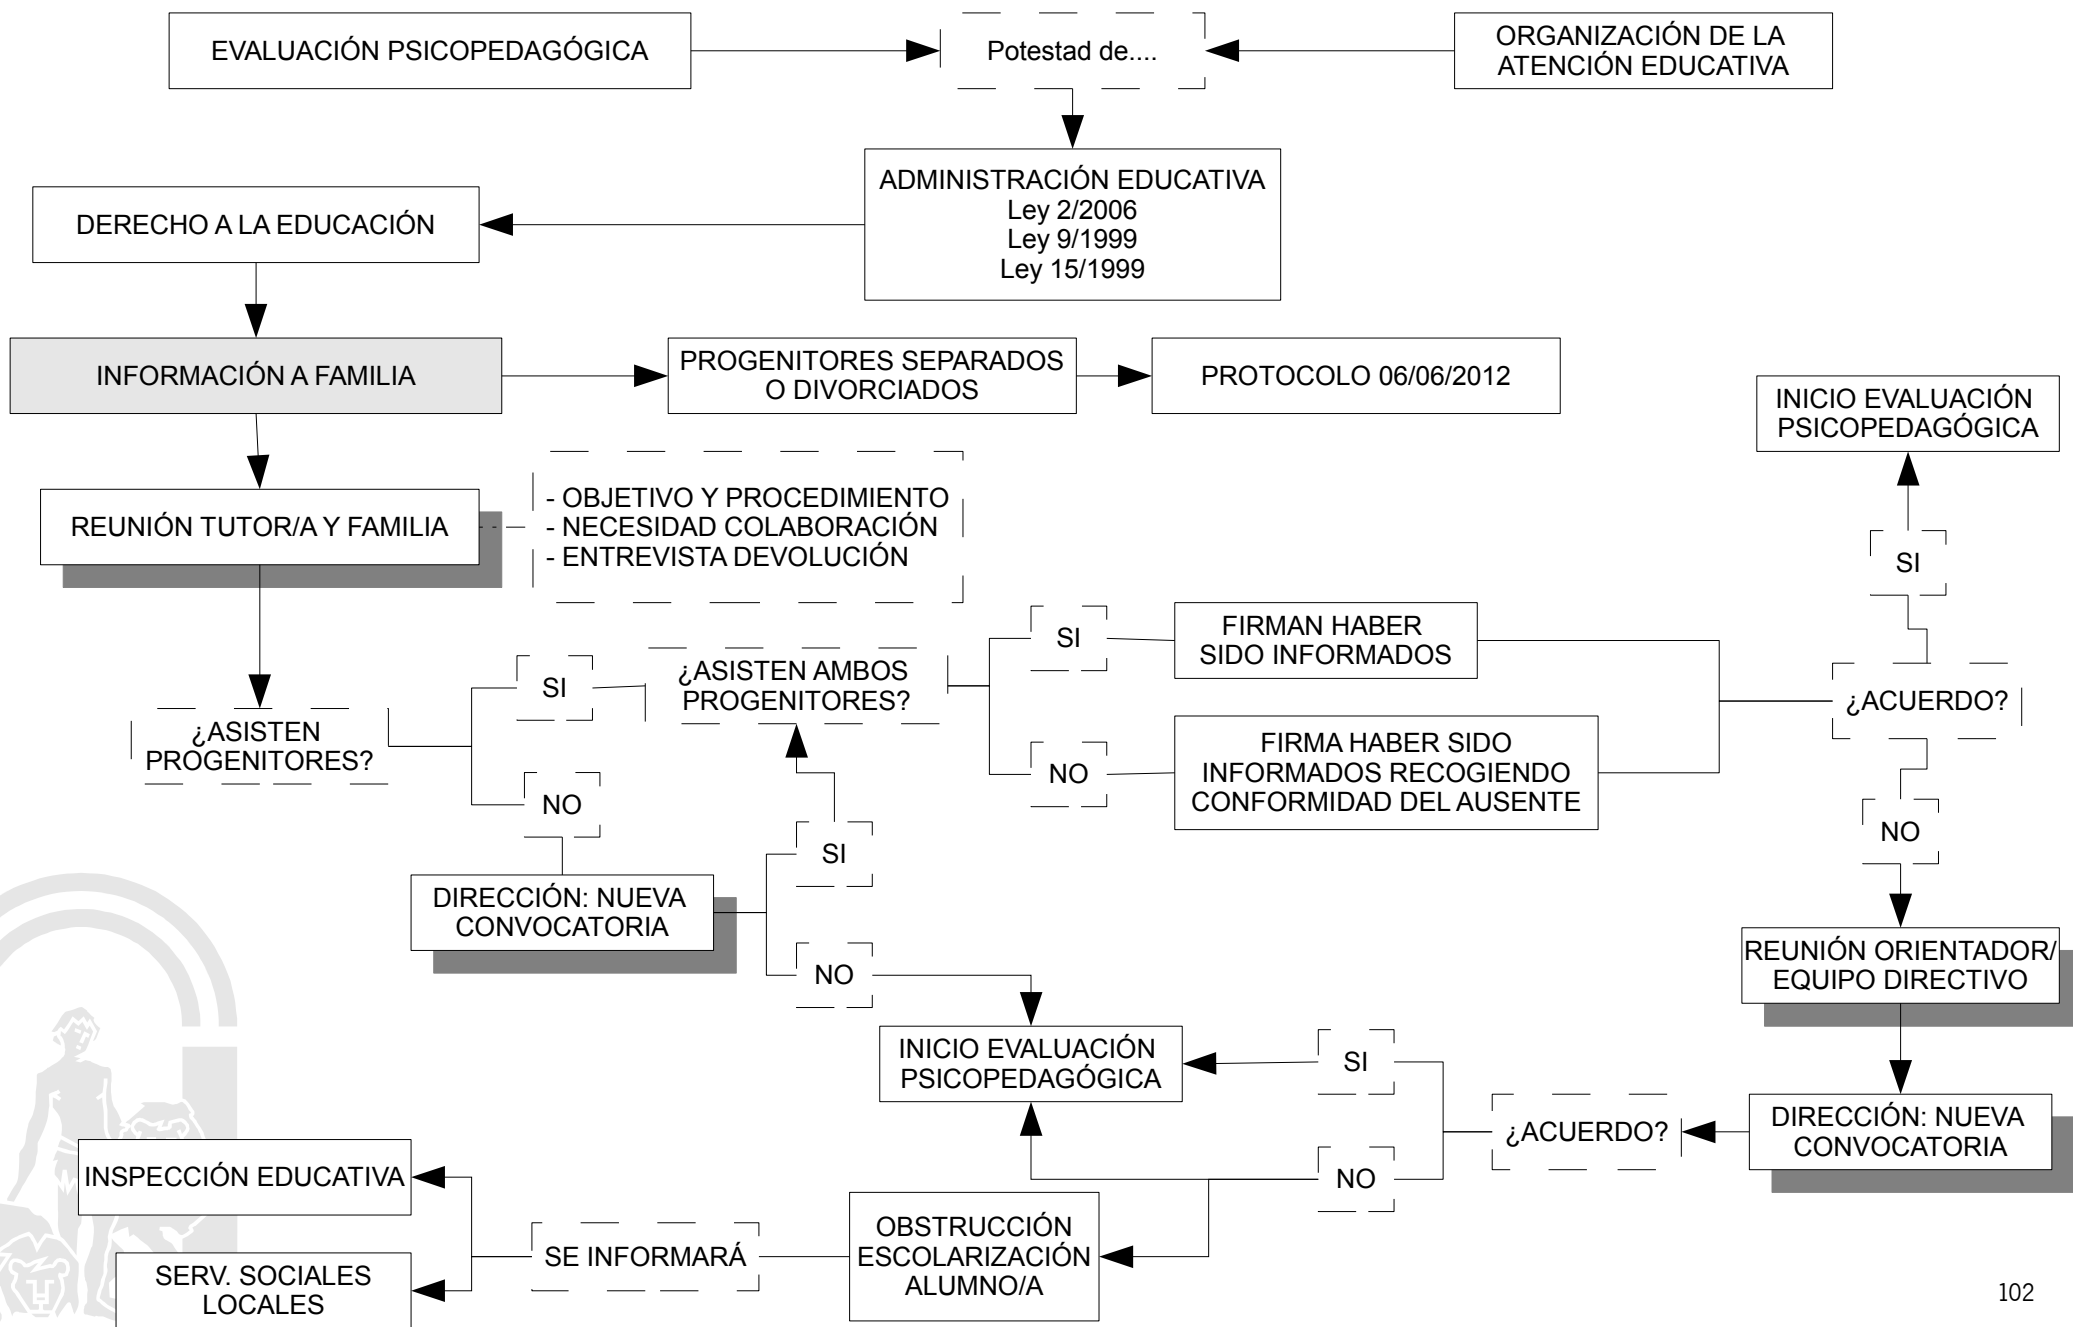 EVALUACIÓN PSICOPEDAGÓGICA
Potestad de....
ORGANIZACIÓN DE LA
ATENCIÓN EDUCATIVA
ADMINISTRACIÓN EDUCATIVA
Ley 2/2006
Ley 9/1999
Ley 15/1999
DERECHO A LA EDUCACIÓN
INFORMACIÓN A FAMILIA
PROGENITORES SEPARADOS
O DIVORCIADOS
PROTOCOLO 06/06/2012
INICIO EVALUACIÓN
PSICOPEDAGÓGICA
REUNIÓN TUTOR/A Y FAMILIA
- OBJETIVO Y PROCEDIMIENTO
- NECESIDAD COLABORACIÓN
- ENTREVISTA DEVOLUCIÓN
SI
SI
FIRMAN HABER
SIDO INFORMADOS
SI
¿ASISTEN AMBOS
PROGENITORES?
¿ACUERDO?
¿ASISTEN
PROGENITORES?
NO
FIRMA HABER SIDO
INFORMADOS RECOGIENDO
CONFORMIDAD DEL AUSENTE
NO
SI
NO
DIRECCIÓN: NUEVA
CONVOCATORIA
NO
REUNIÓN ORIENTADOR/
EQUIPO DIRECTIVO
INICIO EVALUACIÓN
PSICOPEDAGÓGICA
SI
¿ACUERDO?
DIRECCIÓN: NUEVA
CONVOCATORIA
NO
INSPECCIÓN EDUCATIVA
SE INFORMARÁ
OBSTRUCCIÓN
ESCOLARIZACIÓN
ALUMNO/A
SERV. SOCIALES
LOCALES
102